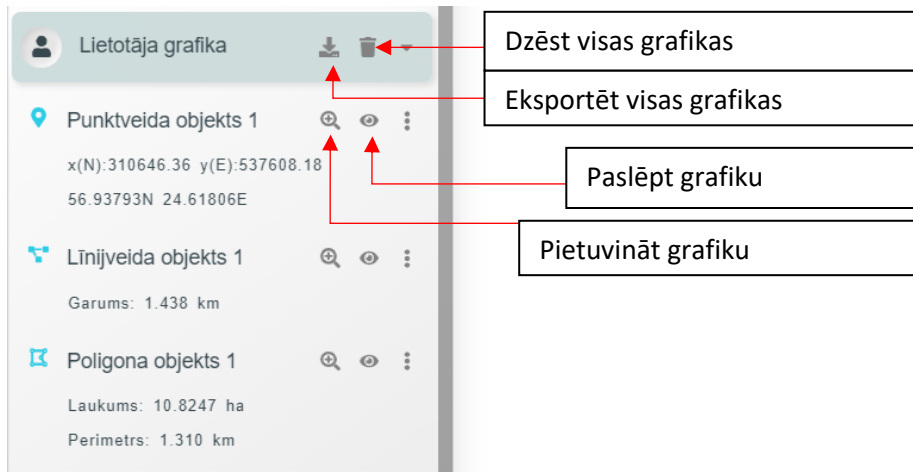 Lietotāja grafika
Dzēst visas grafikas
Eksportēt visas grafikas
Punktveida objekts 1
x(N):310646.36 y(E):537608.18
56.93793N 24.61806E
Paslēpt grafiku
Pietuvināt grafiku
Līnijveida objekts 1
Garums: 1.438 km
Poligona objekts 1
Laukums: 10.8247 ha
Perimetrs: 1.310 km